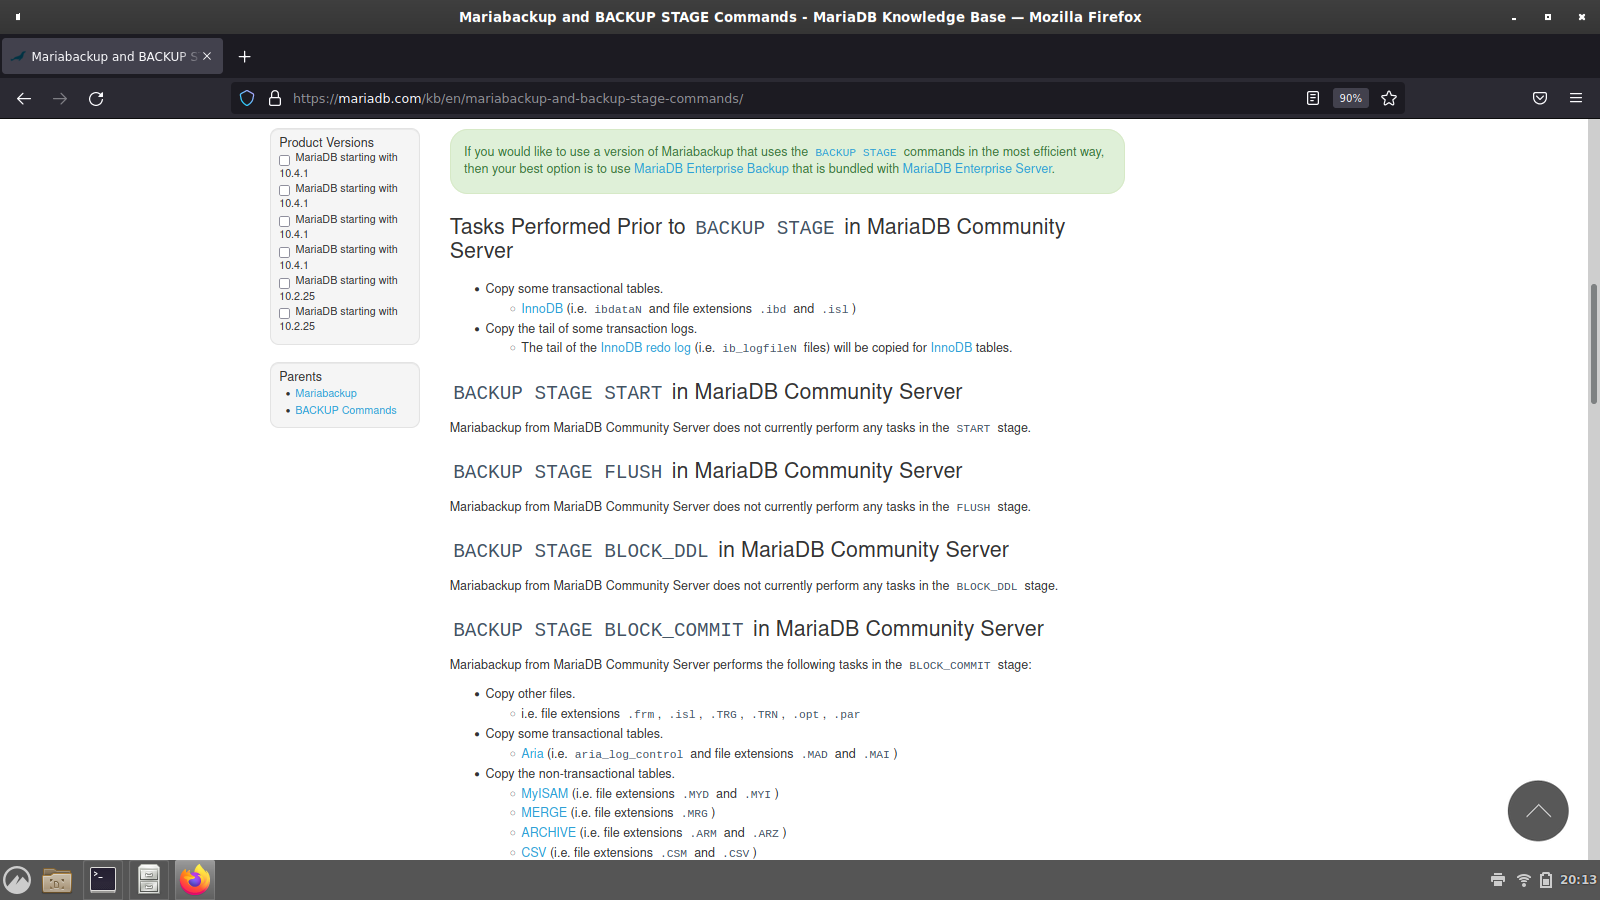 Mariabackup and BACKUP STAGE Commands - MariaDB Knowledge Base — Mozilla Firefox
Mariabackup and BACKUP S
https://mariadb.com/kb/en/mariabackup-and-backup-stage-commands/
90%
Product Versions
MariaDB starting with
10.4.1
MariaDB starting with
10.4.1
MariaDB starting with
10.4.1
MariaDB starting with
10.4.1
MariaDB starting with
10.2.25
MariaDB starting with
10.2.25
Parents
• Mariabackup
• BACKUP Commands
If you would like to use a version of Mariabackup that uses the BACKUP STAGE commands in the most efficient way,
then your best option is to use MariaDB Enterprise Backup that is bundled with MariaDB Enterprise Server.
Tasks Performed Prior to BACKUP STAGE in MariaDB Community
Server
• Copy some transactional tables.
◦ InnoDB (i.e. ibdataN and file extensions .ibd and .isl )
• Copy the tail of some transaction logs.
◦ The tail of the InnoDB redo log (i.e. ib_logfileN files) will be copied for InnoDB tables.
BACKUP STAGE START in MariaDB Community Server
Mariabackup from MariaDB Community Server does not currently perform any tasks in the START stage.
BACKUP STAGE FLUSH in MariaDB Community Server
Mariabackup from MariaDB Community Server does not currently perform any tasks in the FLUSH stage.
BACKUP STAGE BLOCK_DDL in MariaDB Community Server
Mariabackup from MariaDB Community Server does not currently perform any tasks in the BLOCK_DDL stage.
BACKUP STAGE BLOCK_COMMIT in MariaDB Community Server
Mariabackup from MariaDB Community Server performs the following tasks in the BLOCK_COMMIT stage:
• Copy other files.
◦ i.e. file extensions .frm , .isl , .TRG , .TRN , .opt , .par
• Copy some transactional tables.
◦ Aria (i.e. aria_log_control and file extensions .MAD and .MAI )
• Copy the non-transactional tables.
◦ MyISAM (i.e. file extensions .MYD and .MYI )
◦ MERGE (i.e. file extensions .MRG )
◦ ARCHIVE (i.e. file extensions .ARM and .ARZ )
◦ CSV (i.e. file extensions .CSM and .CSV )
20:13